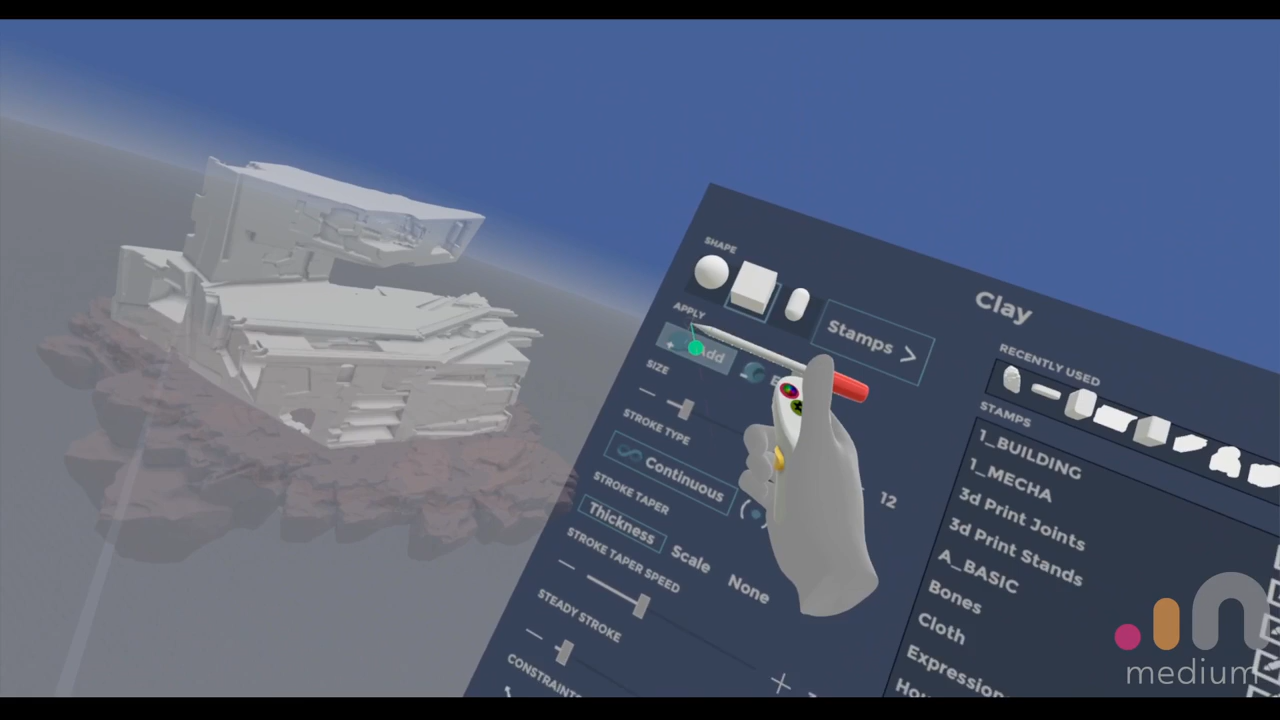 SHAPE
Stamps
APPLY
Add
SIZE
12
STROKE TYPE
Continuous
STROKE TAPER
Thickness
Scale
None
STROKE TAPER SPEED
STEADY STROKE
Clay
RECENTLY USED
STAMPS
1_BUILDING
1_MECHA
3d Print Joints
3d Print Stands
A_BASIC
Bones
Cloth
medium